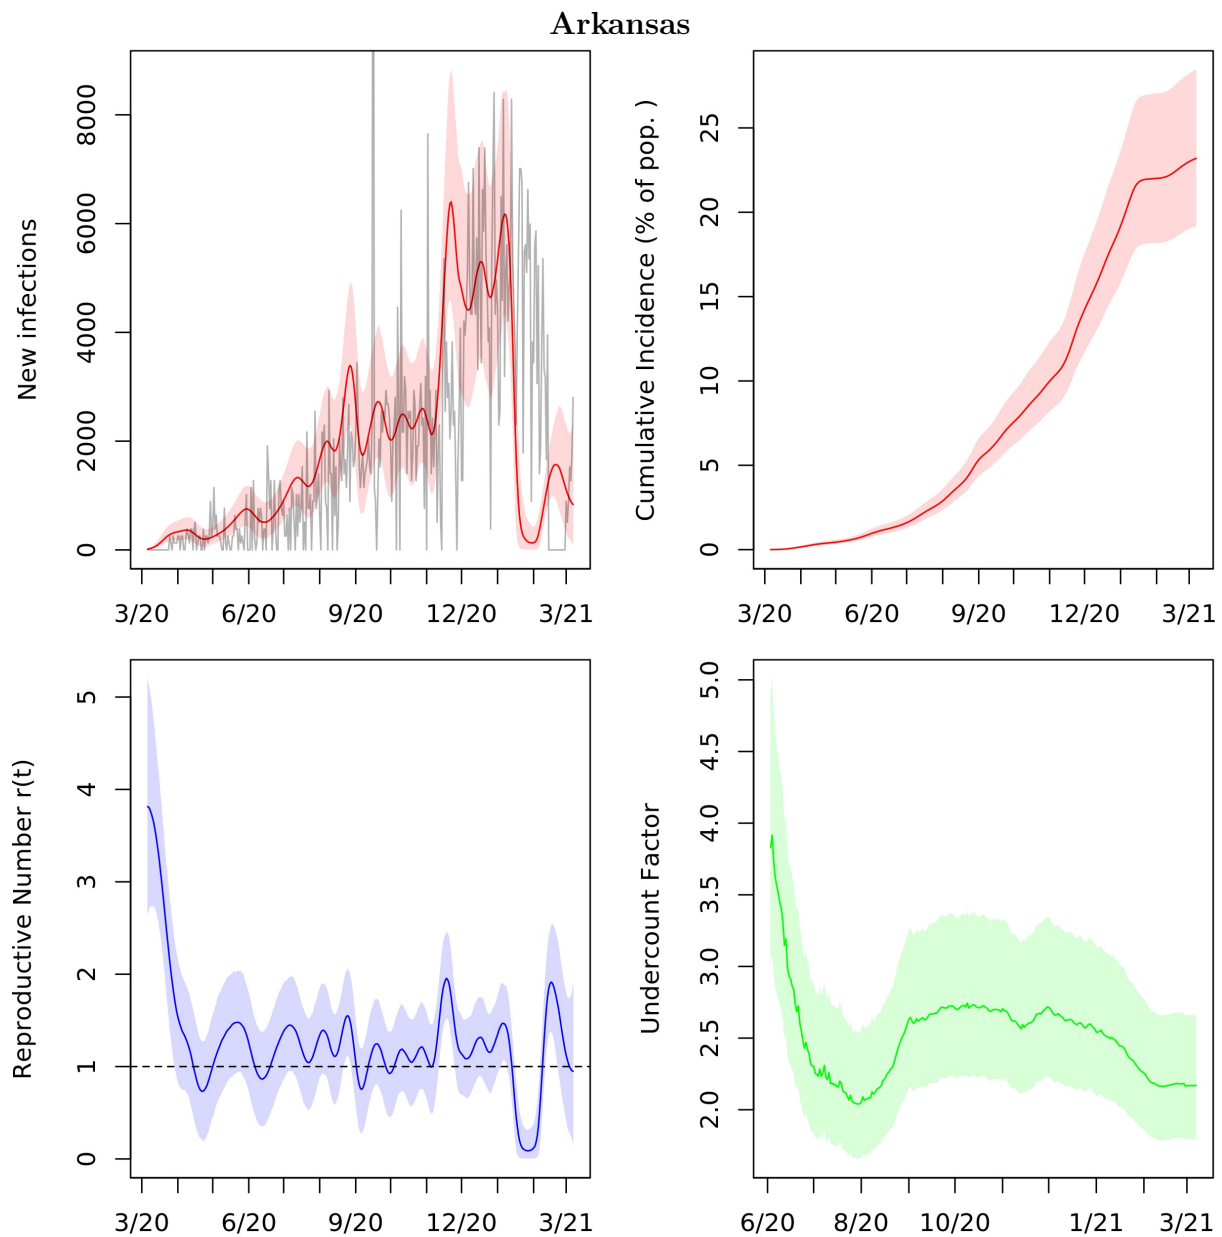 Arkansas
New infections
8000
6000
4000
2000
0
3/20 6/20 9/20 12/20 3/21
Cumulative Incidence (% of pop. )
25
20
15
10
5
0
3/20 6/20 9/20 12/20 3/21
Reproductive Number r(t)
5
4
3
2
1
0
3/20 6/20 9/20 12/20 3/21
Undercount Factor
5.0
4.5
4.0
3.5
3.0
2.5
2.0
6/20 8/20 10/20 1/21 3/21